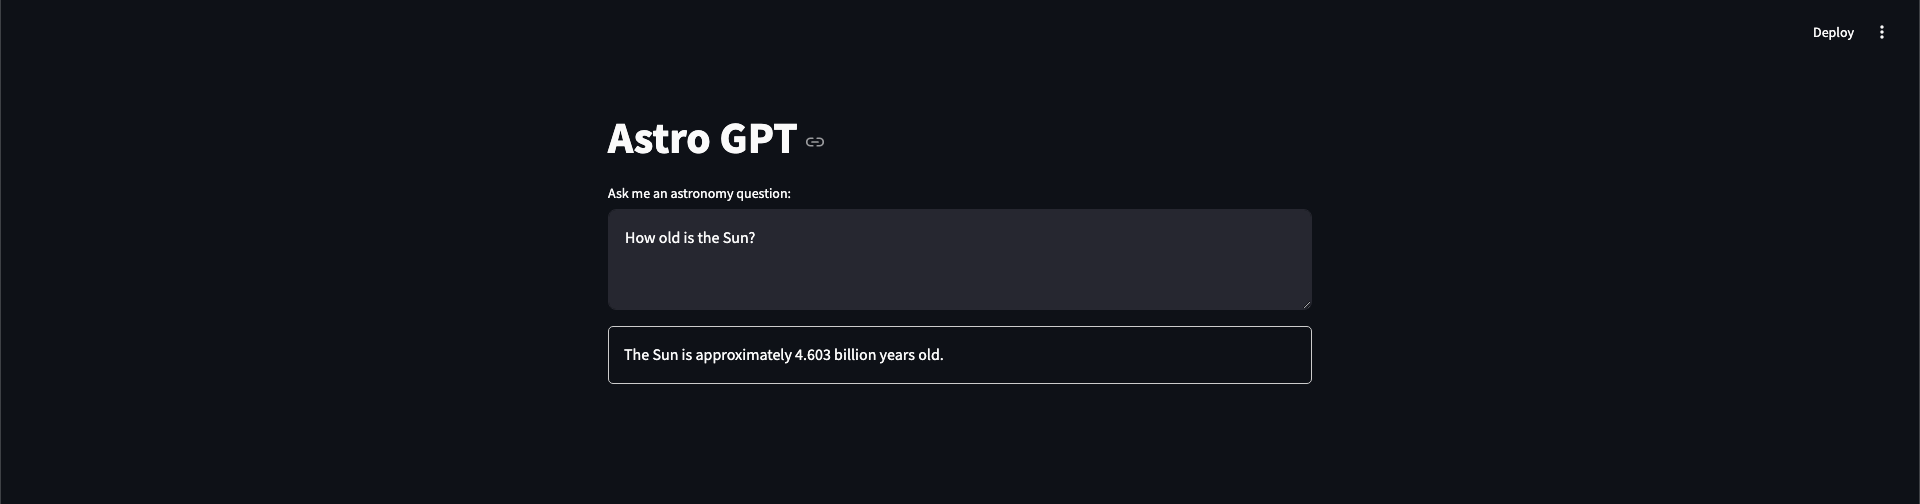 Deploy
Astro GPT
Ask me an astronomy question:
How old is the Sun?
The Sun is approximately 4.603 billion years old.